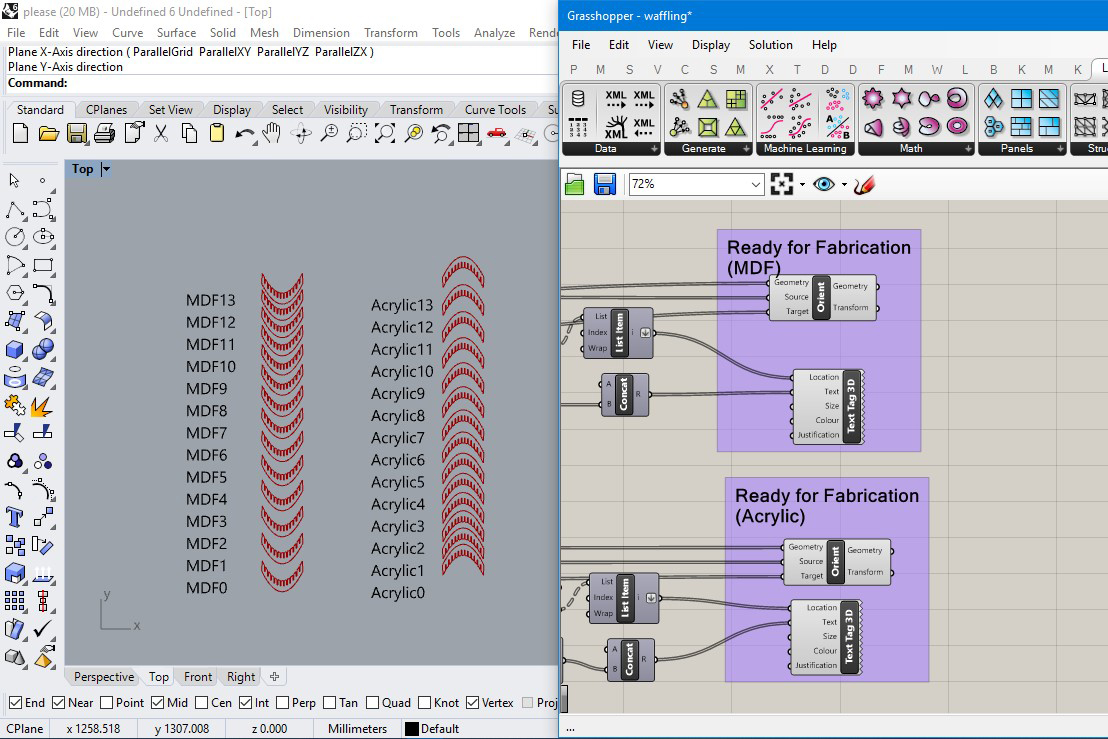 please (20 MB) - Undefined 6 Undefined - [Top]
File Edit View Curve Surface Solid Mesh Dimension Transform Tools Analyze
Plane X-Axis direction ( ParallelGrid ParallelXY ParallelYZ ParallelZX )
Plane Y-Axis direction
Command:
Standard CPlanes Set View Display Select Visibility Transform Curve Tools
Top
MDF13
MDF12
MDF11
MDF10
MDF9
MDF8
MDF7
MDF6
MDF5
MDF4
MDF3
MDF2
MDF1
MDF0
Acrylic13
Acrylic12
Acrylic11
Acrylic10
Acrylic9
Acrylic8
Acrylic7
Acrylic6
Acrylic5
Acrylic4
Acrylic3
Acrylic2
Acrylic1
Acrylic0
y
x
Perspective Top Front Right
End Near Point Mid Cen Int Perp Tan Quad Knot Vertex Proj
CPlane x 1258.518 y 1307.008 z 0.000 Millimeters Default
Grasshopper - waffling*
File Edit View Display Solution Help
P M S V C S M X T D D F M W L B K M K L
XML XML
XML XML
A B
Data Generate Machine Learning Math Panels
72%
Ready for Fabrication
(MDF)
Geometry
Source
Target
Orient
Geometry
Transform
List
Index
Wrap
List Item
i
A
B
Concat
R
Location
Text
Size
Colour
Justification
Text Tag 3D
Ready for Fabrication
(Acrylic)
Geometry
Source
Target
Orient
Geometry
Transform
List
Index
Wrap
List Item
i
A
B
Concat
R
Location
Text
Size
Colour
Justification
Text Tag 3D
...